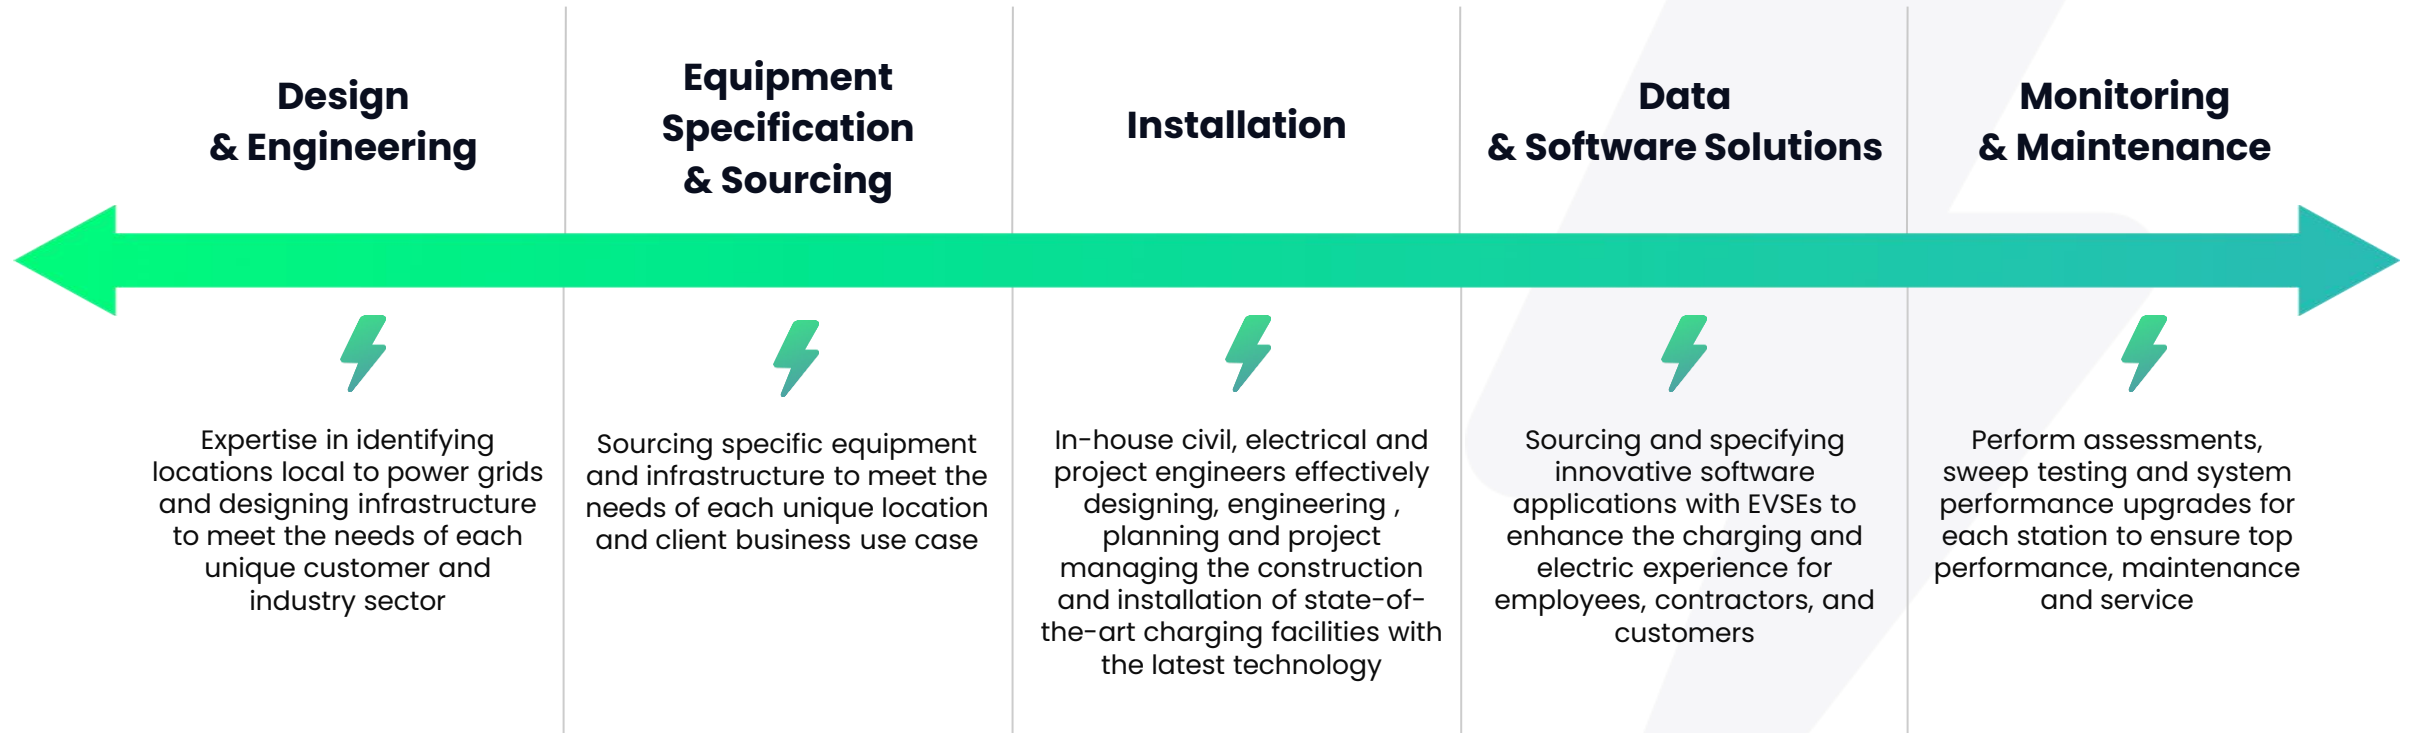 Design
& Engineering
Equipment
Specification
& Sourcing
Installation
Data
& Software Solutions
Monitoring
& Maintenance
Expertise in identifying
locations local to power grids
and designing infrastructure
to meet the needs of each
unique customer and
industry sector
Sourcing specific equipment
and infrastructure to meet the
needs of each unique location
and client business use case
In-house civil, electrical and
project engineers effectively
designing, engineering ,
planning and project
managing the construction
and installation of state-of-
the-art charging facilities with
the latest technology
Sourcing and specifying
innovative software
applications with EVSEs to
enhance the charging and
electric experience for
employees, contractors, and
customers
Perform assessments,
sweep testing and system
performance upgrades for
each station to ensure top
performance, maintenance
and service